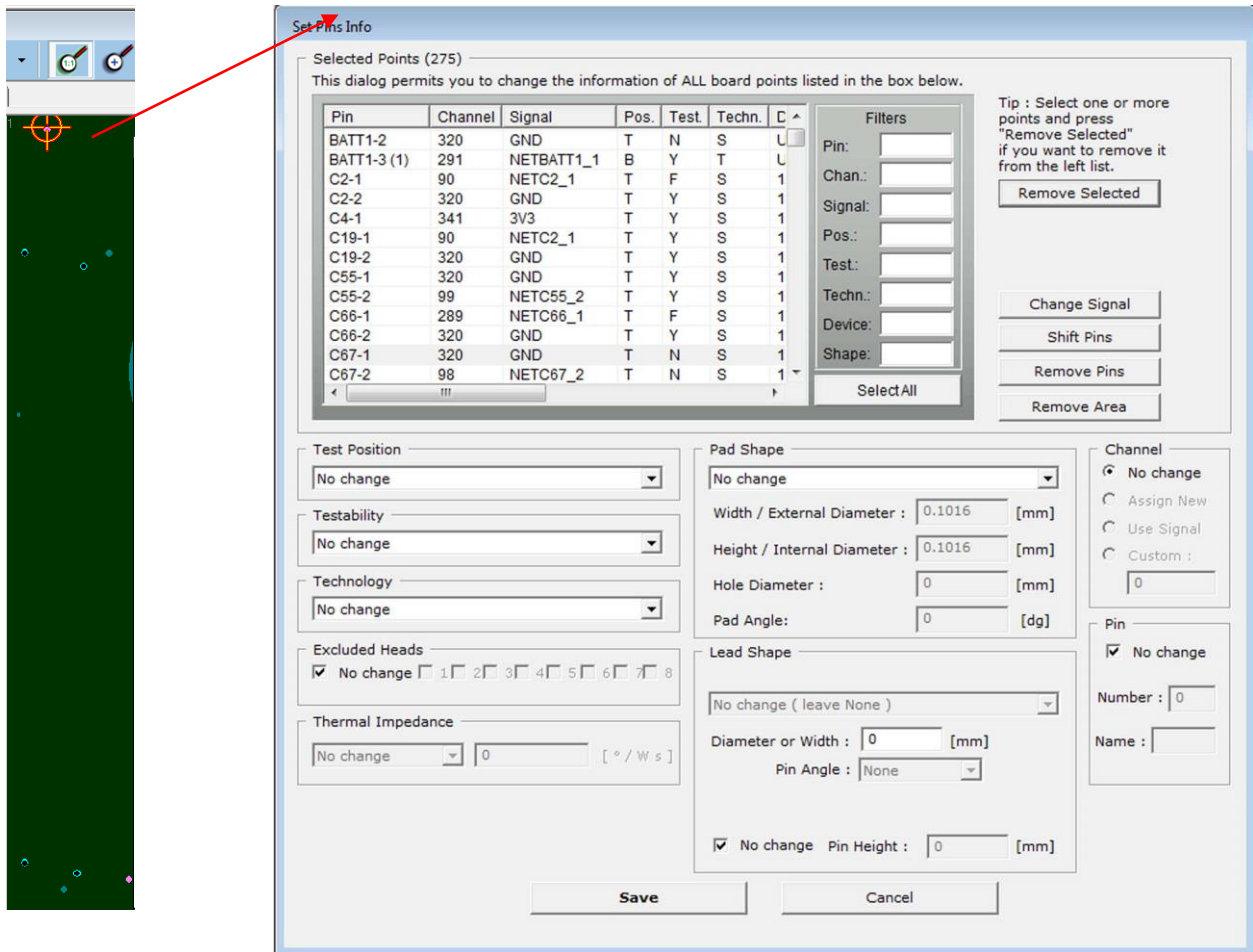 1:1
1
Set Pins Info
Selected Points (275)
This dialog permits you to change the information of ALL board points listed in the box below.
Pin Channel Signal Pos. Test. Techn. D
BATT1-2 320 GND T N S U
BATT1-3 (1) 291 NETBATT1_1 B Y T U
C2-1 90 NETC2_1 T F S 1
C2-2 320 GND T Y S 1
C4-1 341 3V3 T Y S 1
C19-1 90 NETC2_1 T Y S 1
C19-2 320 GND T Y S 1
C55-1 320 GND T Y S 1
C55-2 99 NETC55_2 T Y S 1
C66-1 289 NETC66_1 T F S 1
C66-2 320 GND T Y S 1
C67-1 320 GND T N S 1
C67-2 98 NETC67_2 T N S 1
Filters
Pin:
Chan.:
Signal:
Pos.:
Test.:
Techn.:
Device:
Shape:
Select All
Tip : Select one or more
points and press
"Remove Selected"
if you want to remove it
from the left list.
Remove Selected
Change Signal
Shift Pins
Remove Pins
Remove Area
Test Position
No change
Testability
No change
Technology
No change
Excluded Heads
No change 1 2 3 4 5 6 7 8
Thermal Impedance
No change 0 [ ° / W s ]
Pad Shape
No change
Width / External Diameter : 0.1016 [mm]
Height / Internal Diameter : 0.1016 [mm]
Hole Diameter : 0 [mm]
Pad Angle: 0 [dg]
Lead Shape
No change ( leave None )
Diameter or Width : 0 [mm]
Pin Angle : None
No change Pin Height : 0 [mm]
Channel
No change
Assign New
Use Signal
Custom :
0
Pin
No change
Number : 0
Name :
Save Cancel